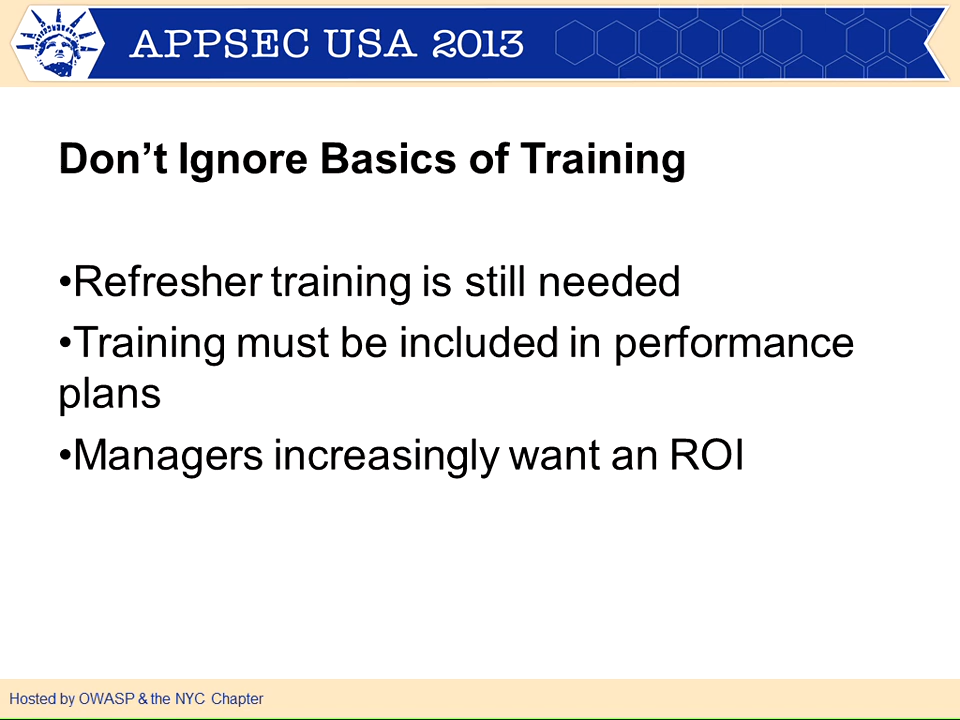 APPSEC USA 2013
Don’t Ignore Basics of Training
•Refresher training is still needed
•Training must be included in performance
plans
•Managers increasingly want an ROI
Hosted by OWASP & the NYC Chapter